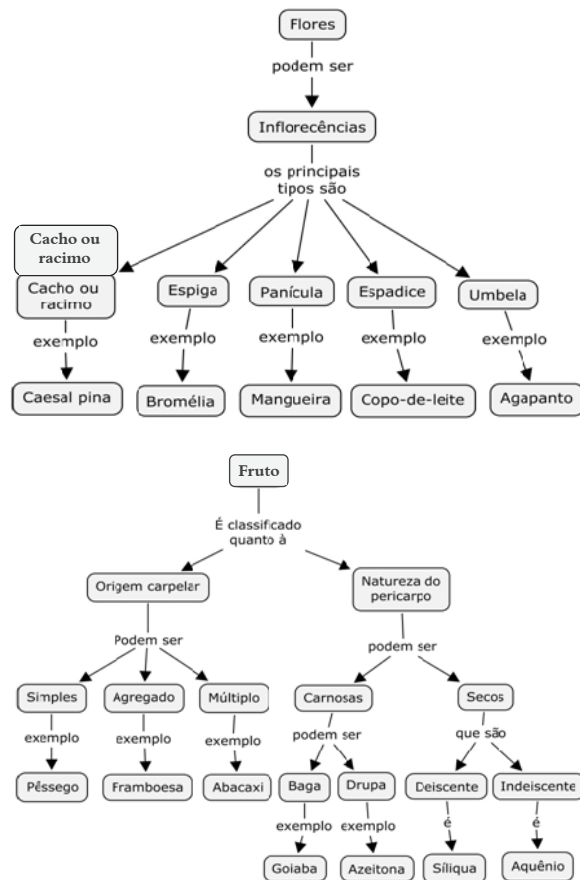 Flores
podem ser
Inflorecências
os principais
tipos são
Cacho ou
racimo
Cacho ou
racimo
Espiga
Panícula
Espadice
Umbela
exemplo
exemplo
exemplo
exemplo
exemplo
Caesal pina
Bromélia
Mangueira
Copo-de-leite
Agapanto
Fruto
É classificado
quanto à
Origem carpelar
Natureza do
pericarpo
Podem ser
podem ser
Simples
Agregado
Múltiplo
Carnosas
Secos
exemplo
exemplo
exemplo
podem ser
que são
Pêssego
Framboesa
Abacaxi
Baga
Drupa
Deiscente
Indeiscente
exemplo
exemplo
é
é
Goiaba
Azeitona
Síliqua
Aquênio